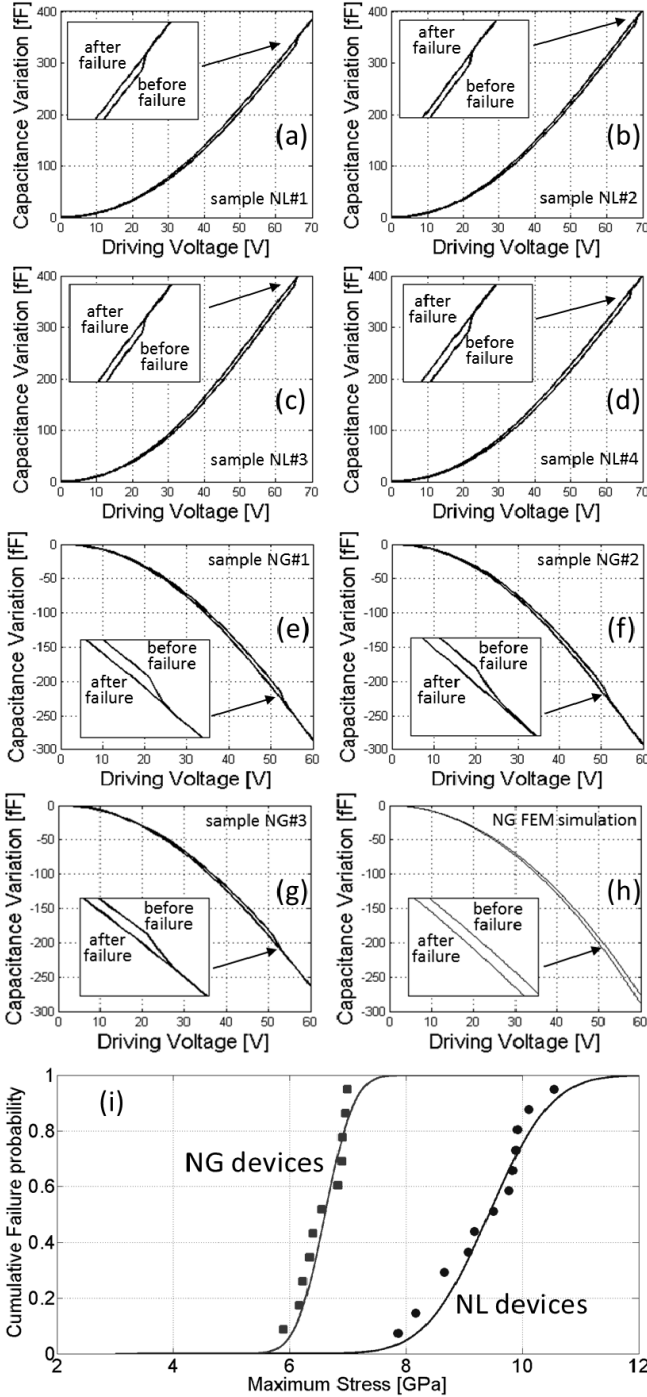 Capacitance Variation [fF]
400
300
200
100
0
after
failure
before
failure
(a)
sample NL#1
0 10 20 30 40 50 60 70
Driving Voltage [V]
Capacitance Variation [fF]
400
300
200
100
0
after
failure
before
failure
(b)
sample NL#2
0 10 20 30 40 50 60 70
Driving Voltage [V]
Capacitance Variation [fF]
400
300
200
100
0
after
failure
before
failure
(c)
sample NL#3
0 10 20 30 40 50 60 70
Driving Voltage [V]
Capacitance Variation [fF]
400
300
200
100
0
after
failure
before
failure
(d)
sample NL#4
0 10 20 30 40 50 60 70
Driving Voltage [V]
Capacitance Variation [fF]
0
-50
-100
-150
-200
-250
-300
sample NG#1
(e)
before
failure
after
failure
0 10 20 30 40 50 60
Driving Voltage [V]
Capacitance Variation [fF]
0
-50
-100
-150
-200
-250
-300
sample NG#2
(f)
before
failure
after
failure
0 10 20 30 40 50 60
Driving Voltage [V]
Capacitance Variation [fF]
0
-50
-100
-150
-200
-250
-300
sample NG#3
(g)
before
failure
after
failure
0 10 20 30 40 50 60
Driving Voltage [V]
Capacitance Variation [fF]
0
-50
-100
-150
-200
-250
-300
NG FEM simulation
(h)
before
failure
after
failure
0 10 20 30 40 50 60
Driving Voltage [V]
Cumulative Failure probability
1
0.8
0.6
0.4
0.2
0
(i)
NG devices
NL devices
2 4 6 8 10 12
Maximum Stress [GPa]